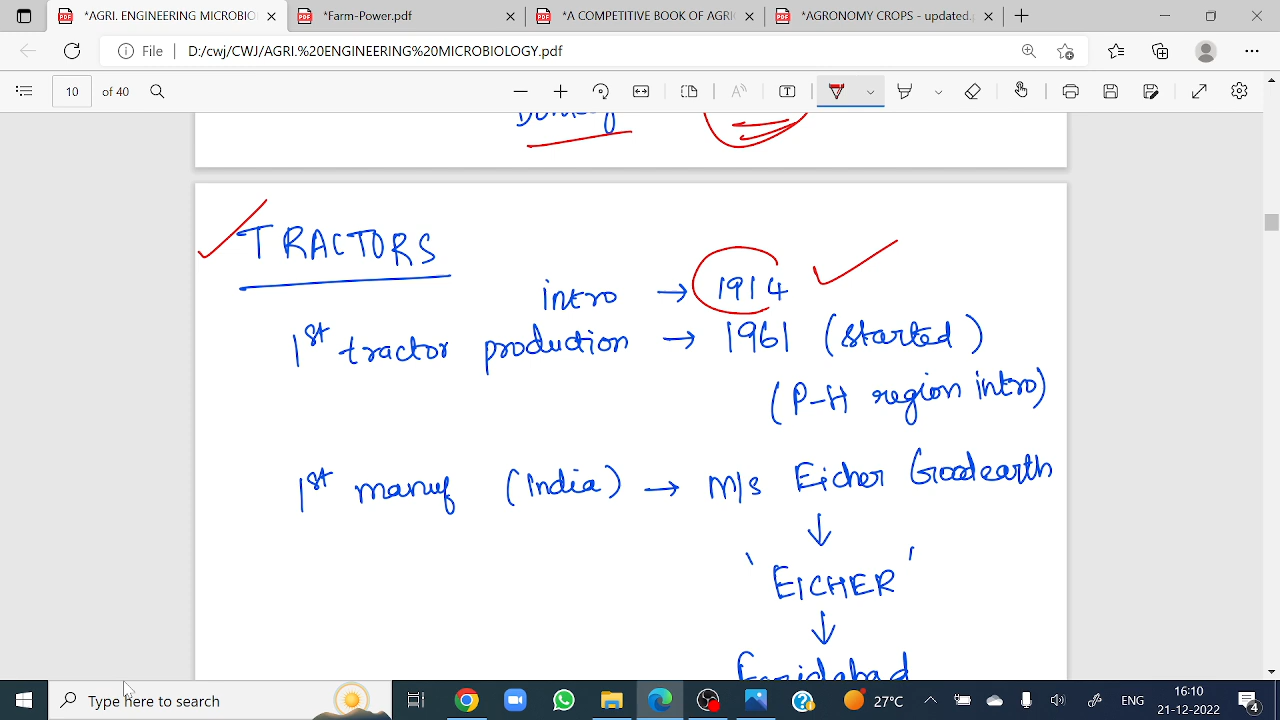 *AGRI. ENGINEERING MICROBIO
*Farm-Power.pdf
*A COMPETITIVE BOOK OF AGRI
*AGRONOMY CROPS - updated.p
File
D:/cwj/CWJ/AGRI.%20ENGINEERING%20MICROBIOLOGY.pdf
10 of 40
TRACTORS
intro → 1914
1st tractor production → 1961 (started)
(P-H region intro)
1st manuf (India) → M/s Eicher Goodearth
↓
'EICHER'
↓
Faridabad
Type here to search
27°C
ENG
16:10
21-12-2022
4